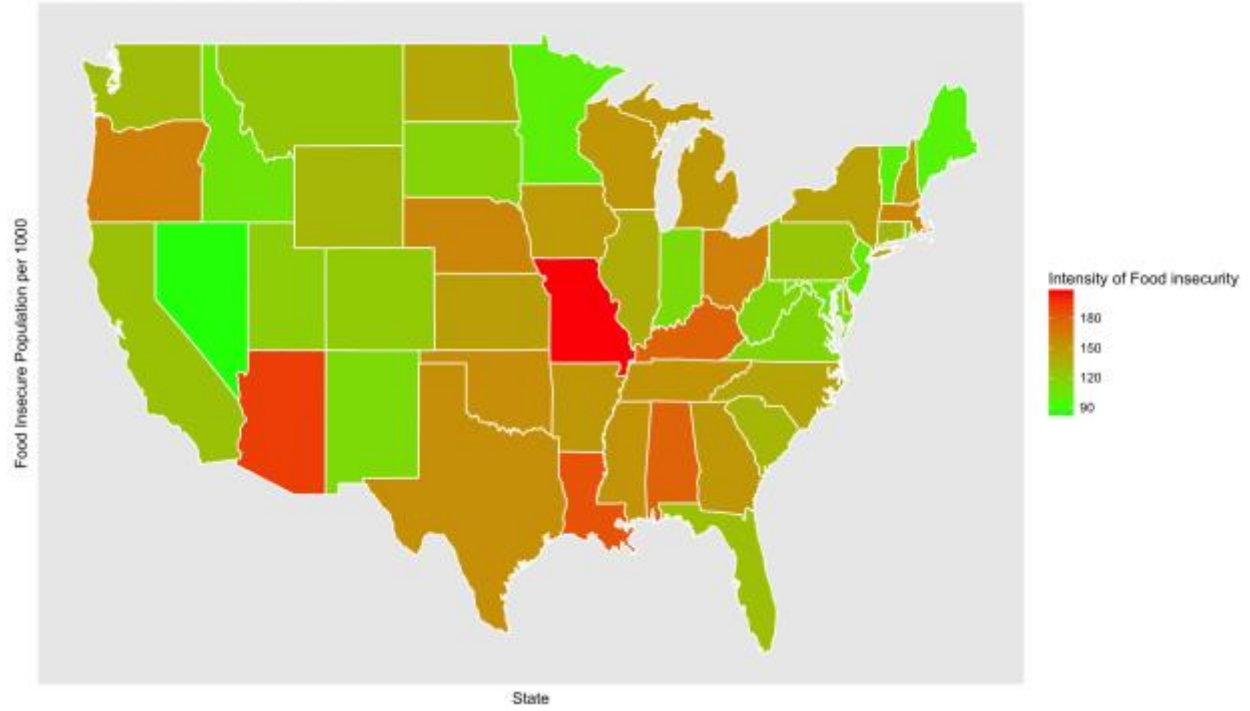 Food Insecure Population per 1000
Intensity of Food insecurity
180
150
120
90
State